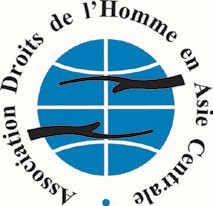 Association Droits de l'Homme en Asie Centrale